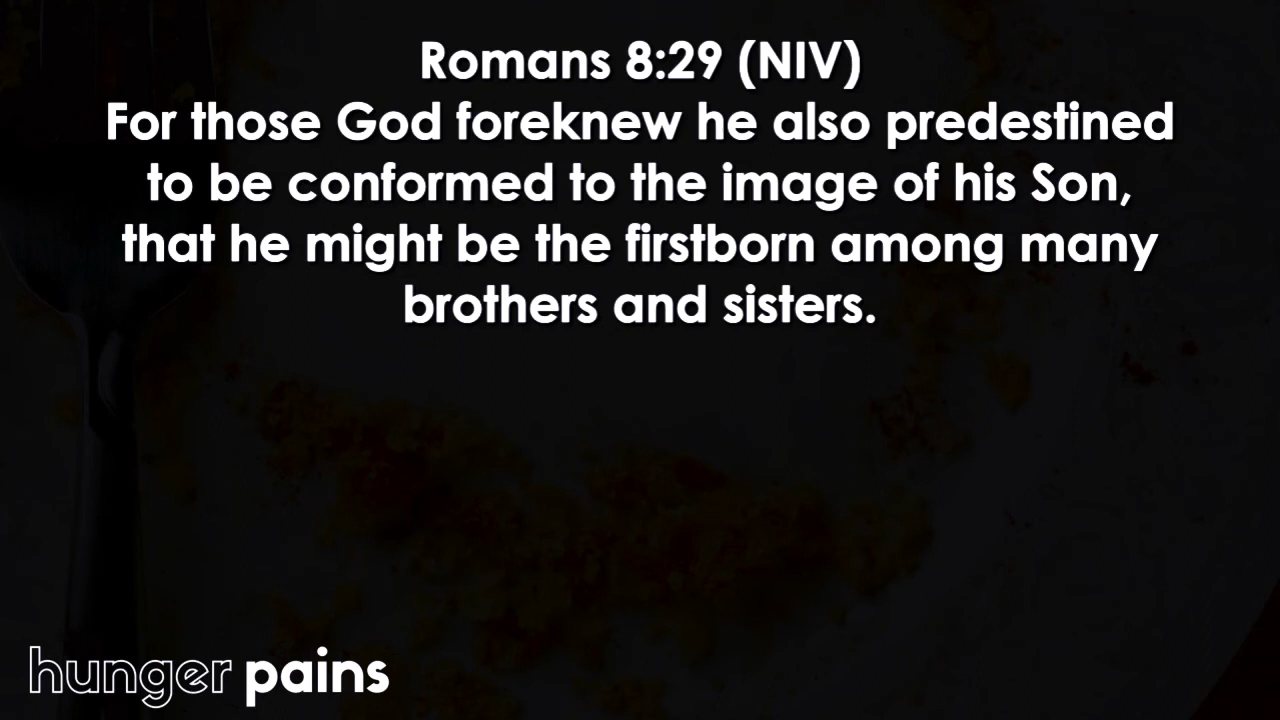 Romans 8:29 (NIV)
For those God foreknew he also predestined
to be conformed to the image of his Son,
that he might be the firstborn among many
brothers and sisters.
hunger pains